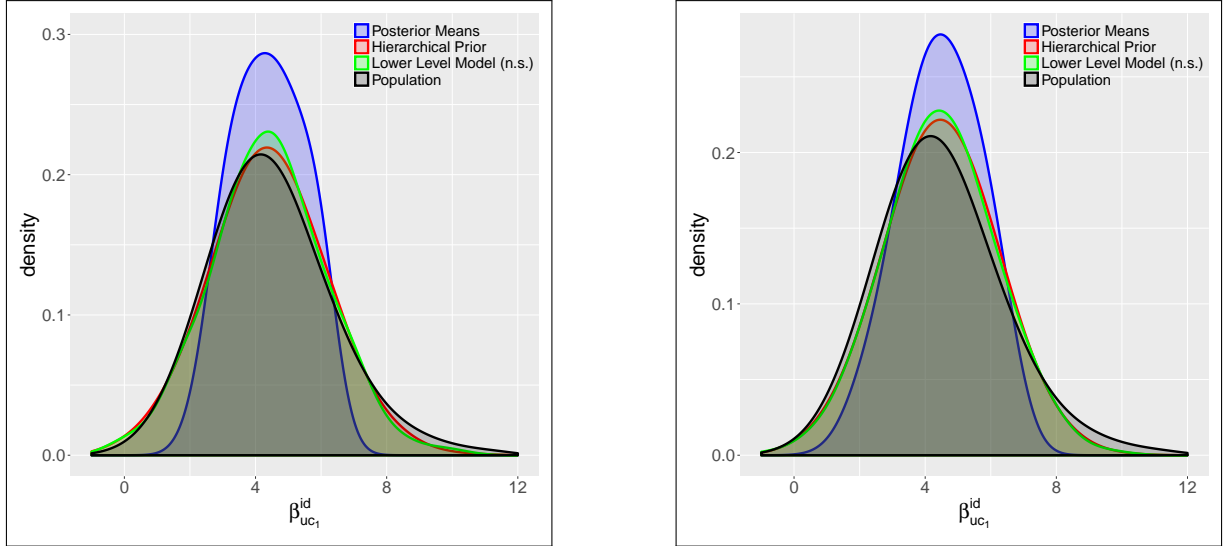 0.3
0.2
0.1
0.0
density
Posterior Means
Hierarchical Prior
Lower Level Model (n.s.)
Population
0
4
8
12
β^id_uc₁
0.2
0.1
0.0
density
Posterior Means
Hierarchical Prior
Lower Level Model (n.s.)
Population
0
4
8
12
β^id_uc₁